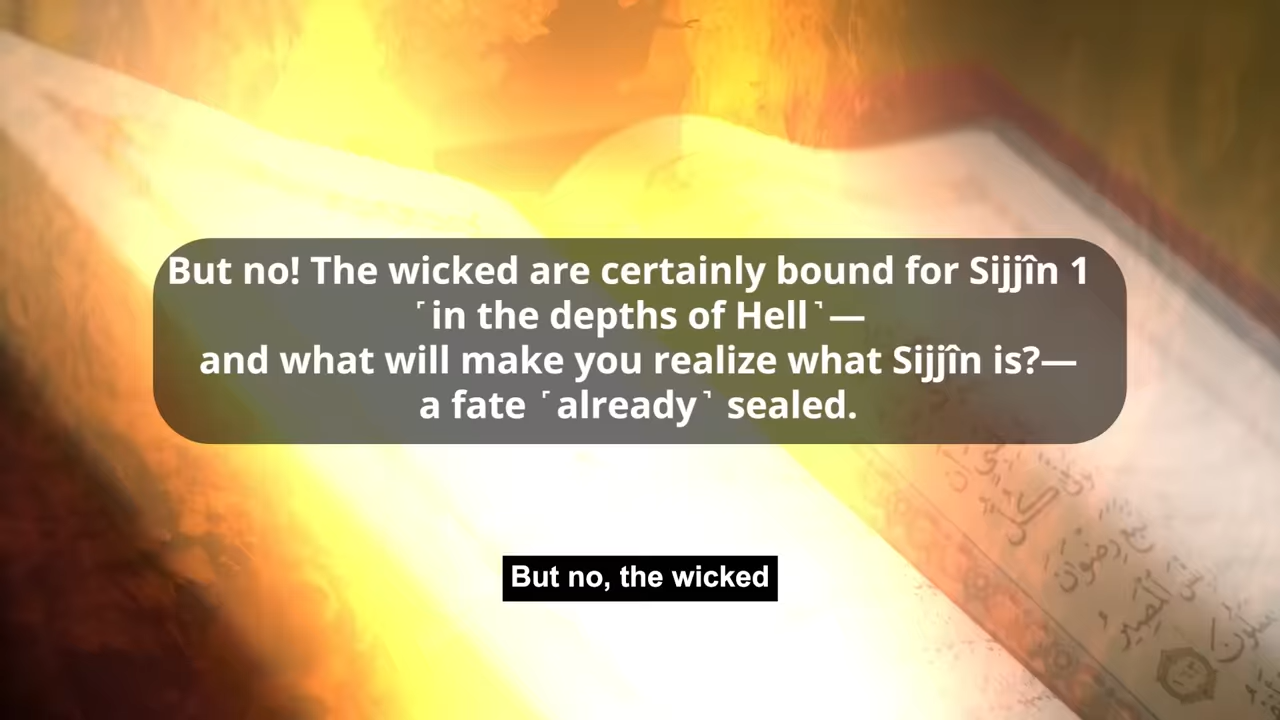 But no! The wicked are certainly bound for Sijjîn 1
˹in the depths of Hell˺—
and what will make you realize what Sijjîn is?—
a fate ˹already˺ sealed.
But no, the wicked